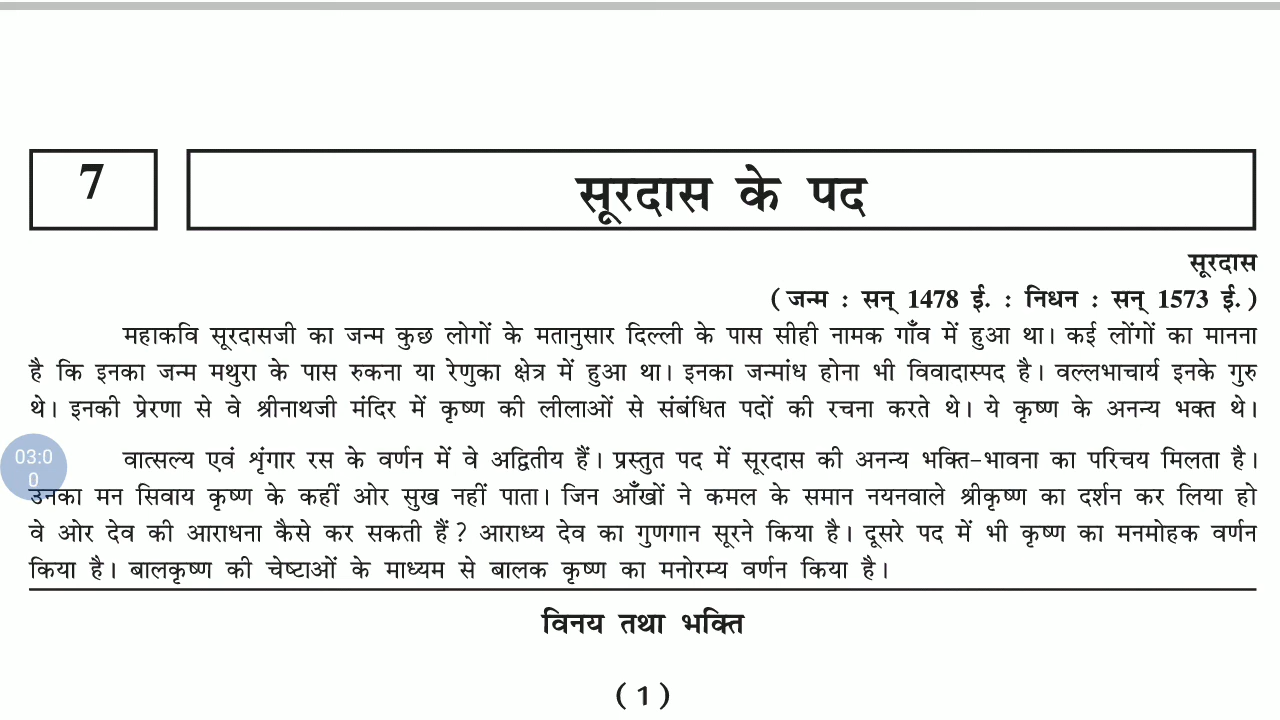 7
सूरदास के पद
सूरदास
( जन्म : सन् 1478 ई. : निधन : सन् 1573 ई. )
महाकवि सूरदासजी का जन्म कुछ लोगों के मतानुसार दिल्ली के पास सीही नामक गाँव में हुआ था। कई लोंगों का मानना
है कि इनका जन्म मथुरा के पास रुकना या रेणुका क्षेत्र में हुआ था। इनका जन्मांध होना भी विवादास्पद है। वल्लभाचार्य इनके गुरु
थे। इनकी प्रेरणा से वे श्रीनाथजी मंदिर में कृष्ण की लीलाओं से संबंधित पदों की रचना करते थे। ये कृष्ण के अनन्य भक्त थे।
वात्सल्य एवं शृंगार रस के वर्णन में वे अद्वितीय हैं। प्रस्तुत पद में सूरदास की अनन्य भक्ति-भावना का परिचय मिलता है।
03:0
0
उनका मन सिवाय कृष्ण के कहीं ओर सुख नहीं पाता। जिन आँखों ने कमल के समान नयनवाले श्रीकृष्ण का दर्शन कर लिया हो
वे ओर देव की आराधना कैसे कर सकती हैं? आराध्य देव का गुणगान सूरने किया है। दूसरे पद में भी कृष्ण का मनमोहक वर्णन
किया है। बालकृष्ण की चेष्टाओं के माध्यम से बालक कृष्ण का मनोरम्य वर्णन किया है।
विनय तथा भक्ति
( 1 )